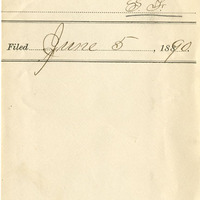 S. F.
Filed June 5, 1890.